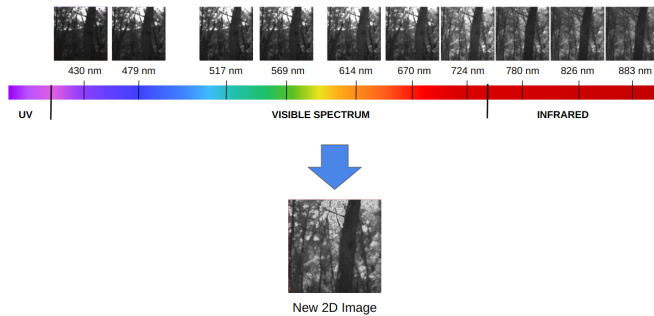 430 nm 479 nm 517 nm 569 nm 614 nm 670 nm 724 nm 780 nm 826 nm 883 nm
UV VISIBLE SPECTRUM INFRARED
New 2D Image